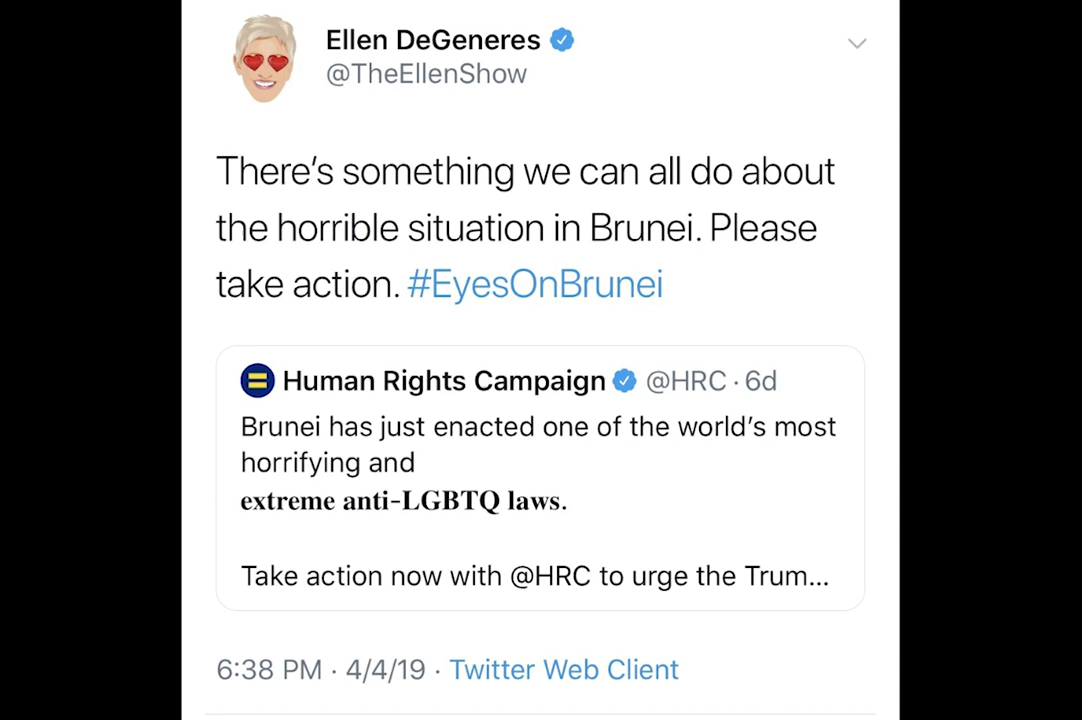 Ellen DeGeneres
@TheEllenShow
There's something we can all do about
the horrible situation in Brunei. Please
take action. #EyesOnBrunei
Human Rights Campaign @HRC · 6d
Brunei has just enacted one of the world's most
horrifying and
extreme anti-LGBTQ laws.
Take action now with @HRC to urge the Trum...
6:38 PM · 4/4/19 · Twitter Web Client